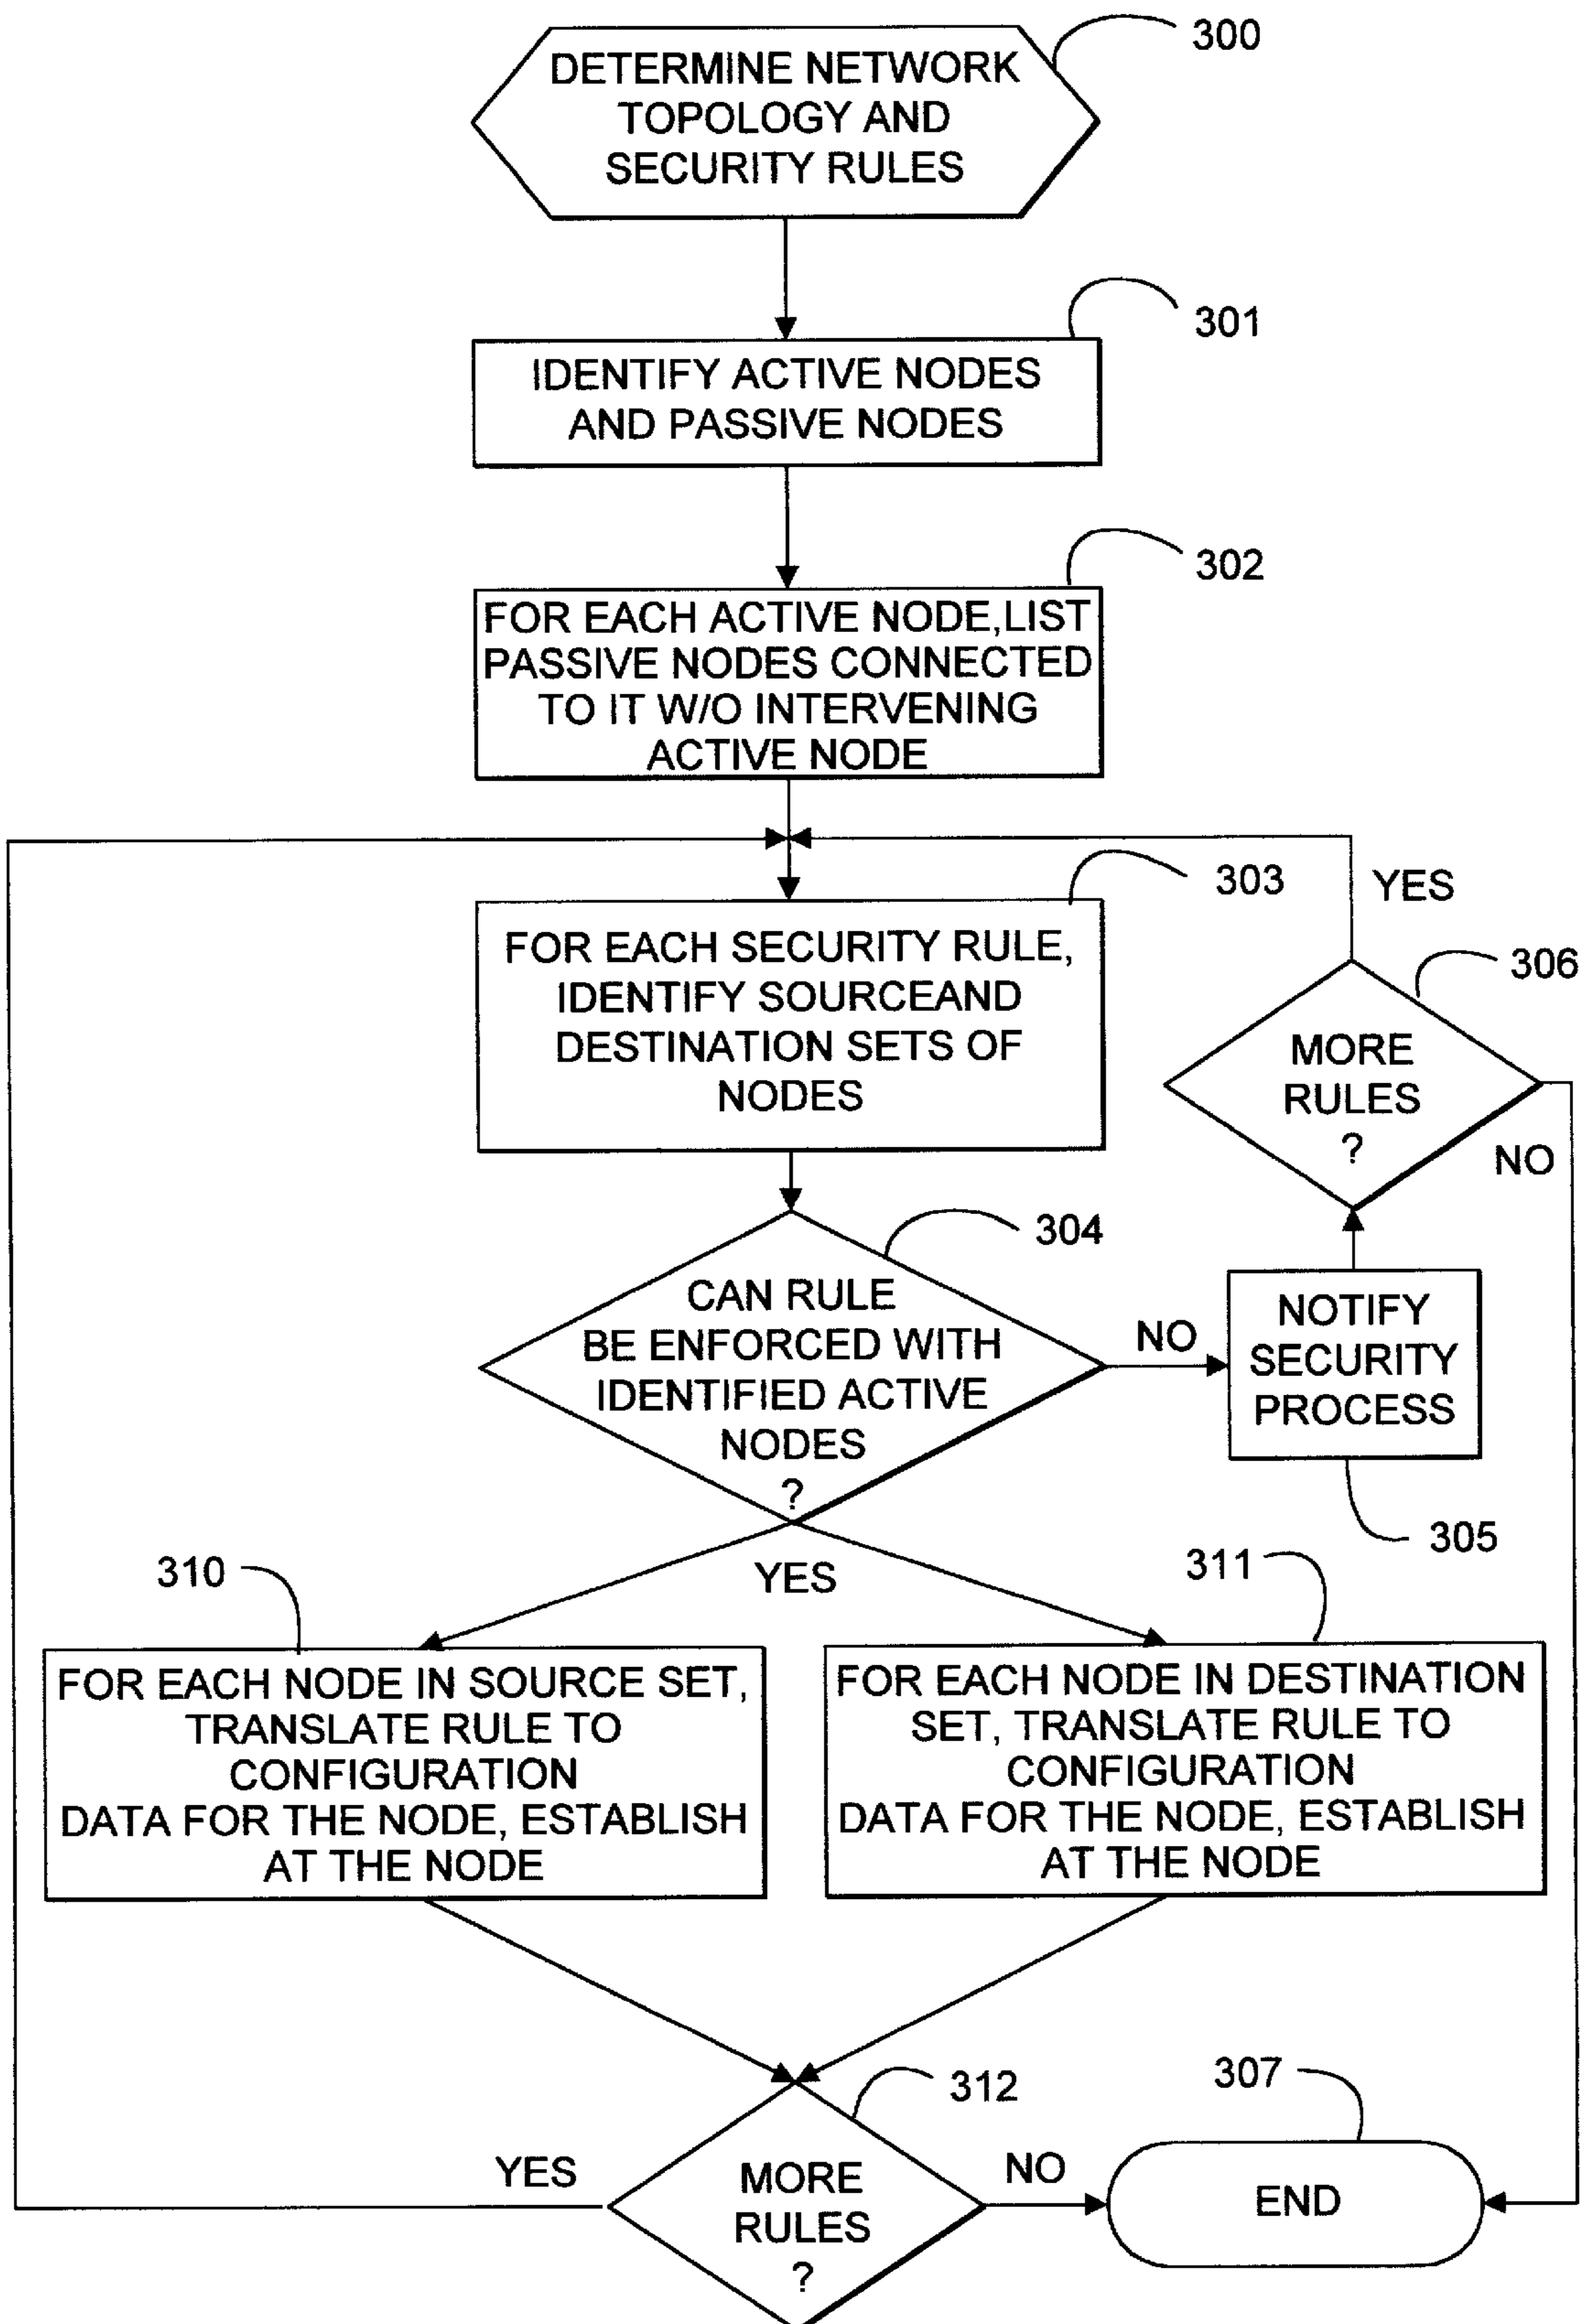 300
DETERMINE NETWORK
TOPOLOGY AND
SECURITY RULES
301
IDENTIFY ACTIVE NODES
AND PASSIVE NODES
302
FOR EACH ACTIVE NODE,LIST
PASSIVE NODES CONNECTED
TO IT W/O INTERVENING
ACTIVE NODE
303
FOR EACH SECURITY RULE,
IDENTIFY SOURCEAND
DESTINATION SETS OF
NODES
YES
306
MORE
RULES
?
NO
304
CAN RULE
BE ENFORCED WITH
IDENTIFIED ACTIVE
NODES
?
NO
NOTIFY
SECURITY
PROCESS
305
YES
310
FOR EACH NODE IN SOURCE SET,
TRANSLATE RULE TO
CONFIGURATION
DATA FOR THE NODE, ESTABLISH
AT THE NODE
311
FOR EACH NODE IN DESTINATION
SET, TRANSLATE RULE TO
CONFIGURATION
DATA FOR THE NODE, ESTABLISH
AT THE NODE
312
YES
MORE
RULES
?
NO
307
END